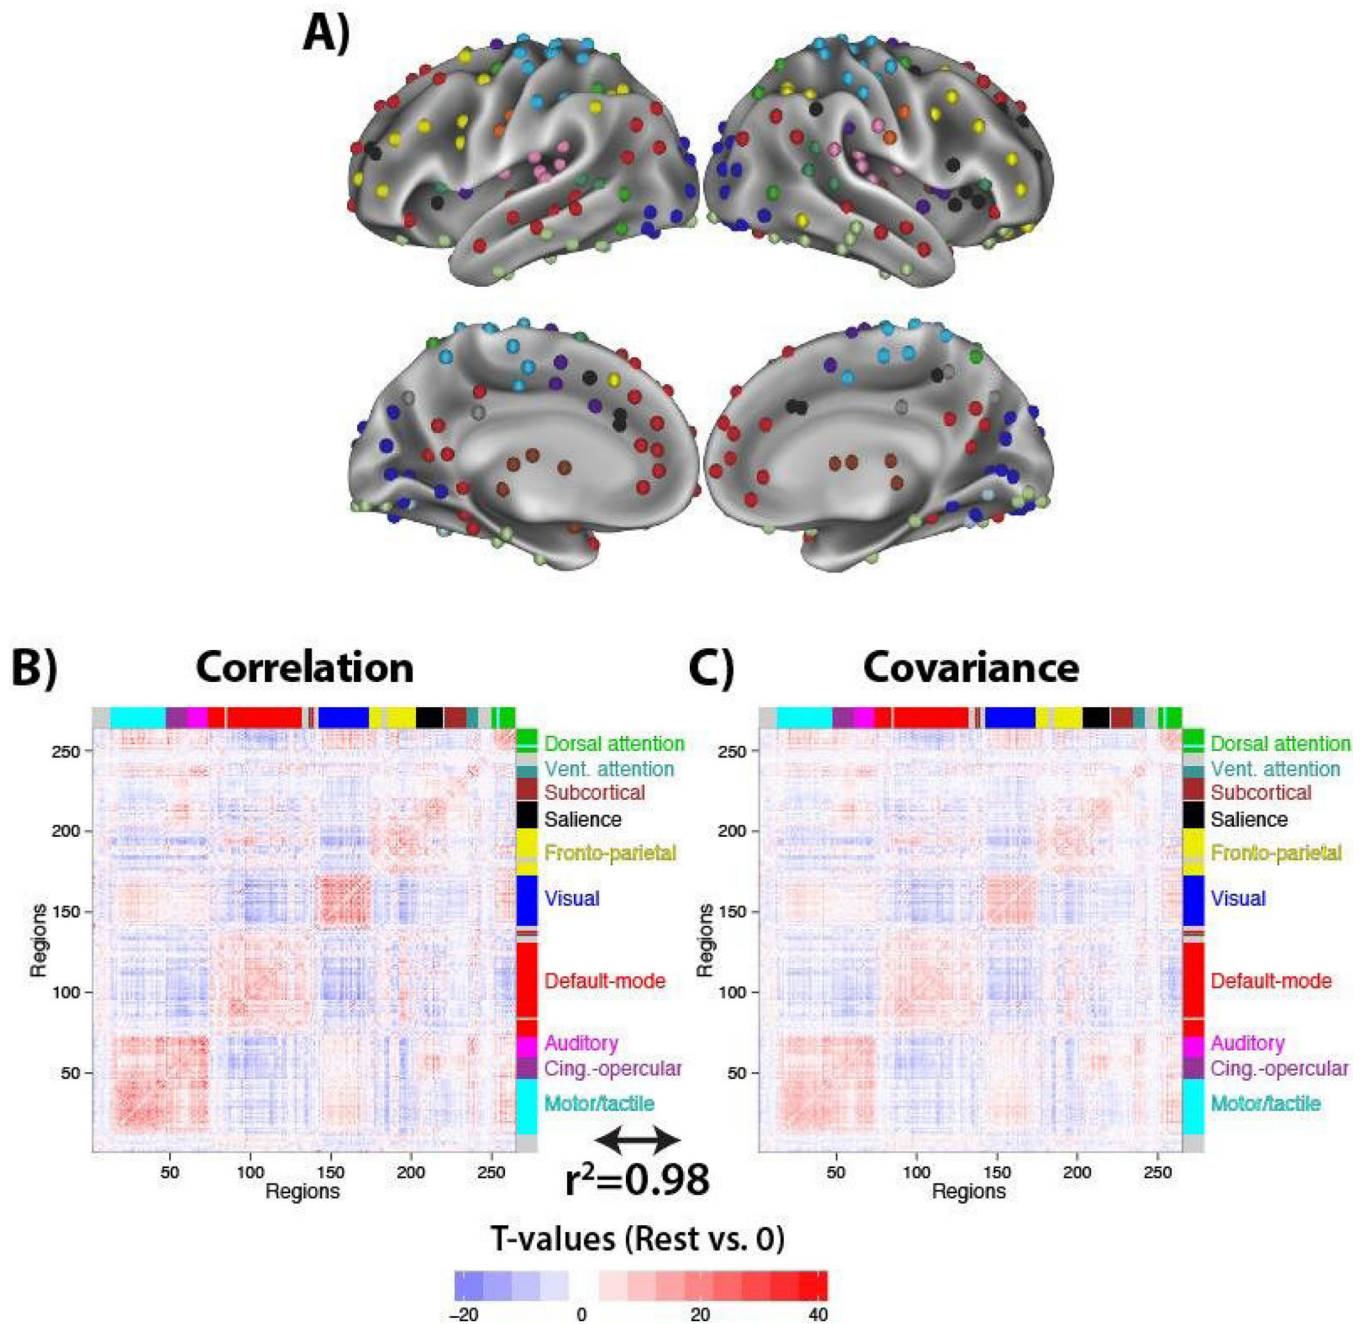 A)
B)
Correlation
C)
Covariance
250
200
150
100
50
Regions
50
100
150
200
250
Regions
Dorsal attention
Vent. attention
Subcortical
Salience
Fronto-parietal
Visual
Default-mode
Auditory
Cing.-opercular
Motor/tactile
250
200
150
100
50
Regions
50
100
150
200
250
Regions
Dorsal attention
Vent. attention
Subcortical
Salience
Fronto-parietal
Visual
Default-mode
Auditory
Cing.-opercular
Motor/tactile
r²=0.98
T-values (Rest vs. 0)
−20
0
20
40